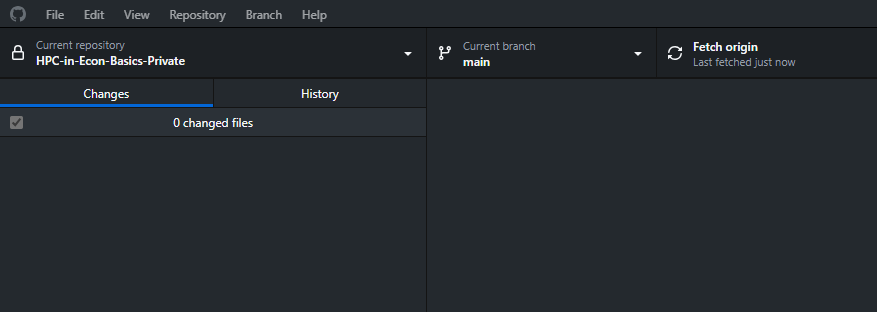 File Edit View Repository Branch Help
Current repository
HPC-in-Econ-Basics-Private
Current branch
main
Fetch origin
Last fetched just now
Changes
History
0 changed files